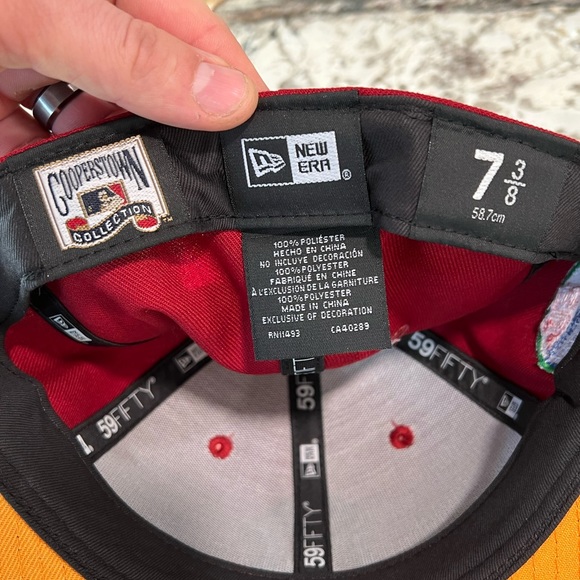 COOPERSTOWN
COLLECTION
NEW
ERA
®
7 3/8
58.7cm
100% POLIÉSTER
HECHO EN CHINA
NO INCLUYE DECORACIÓN
100% POLYESTER
FABRIQUÉ EN CHINE
À L'EXCLUSION DE LA GARNITURE
100% POLYESTER
MADE IN CHINA
EXCLUSIVE OF DECORATION
RN11493 CA40289
59FIFTY
59FIFTY
59FIFTY
59FIFTY